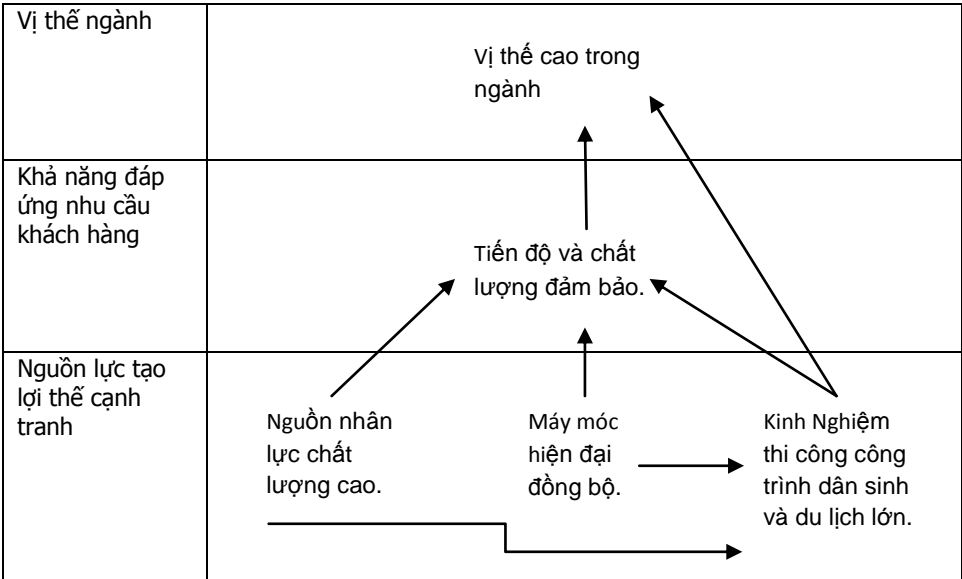 Vị thế ngành
Vị thế cao trong
ngành
Khả năng đáp
ứng nhu cầu
khách hàng
Tiến độ và chất
lượng đảm bảo.
Nguồn lực tạo
lợi thế cạnh
tranh
Nguồn nhân
lực chất
lượng cao.
Máy móc
hiện đại
đồng bộ.
Kinh Nghiệm
thi công công
trình dân sinh
và du lịch lớn.